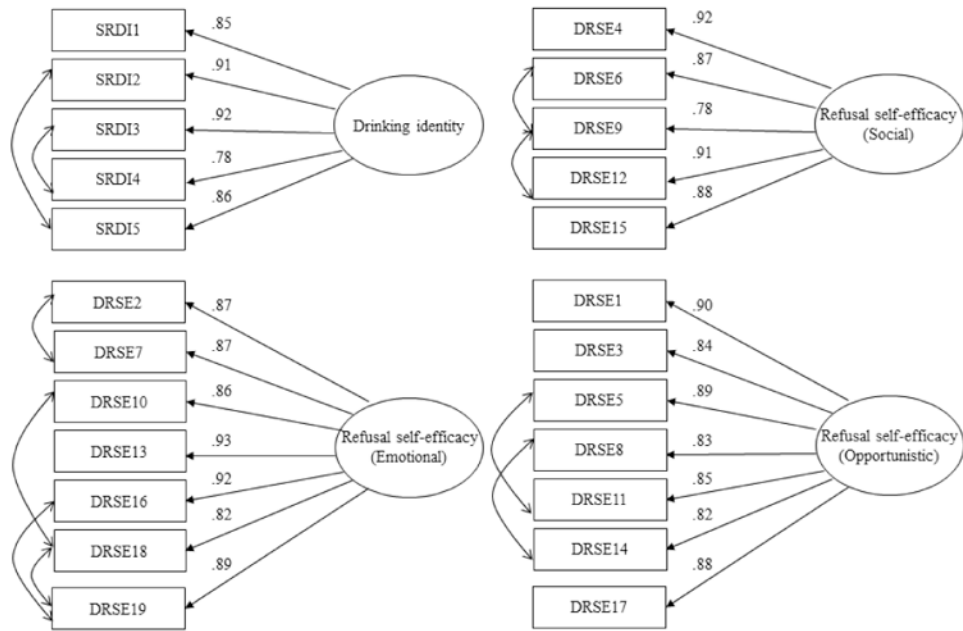 SRDI1
.85
SRDI2
.91
SRDI3
.92
SRDI4
.78
SRDI5
.86
Drinking identity
DRSE4
.92
DRSE6
.87
DRSE9
.78
DRSE12
.91
DRSE15
.88
Refusal self-efficacy
(Social)
DRSE2
.87
DRSE7
.87
DRSE10
.86
DRSE13
.93
DRSE16
.92
DRSE18
.82
DRSE19
.89
Refusal self-efficacy
(Emotional)
DRSE1
.90
DRSE3
.84
DRSE5
.89
DRSE8
.83
DRSE11
.85
DRSE14
.82
DRSE17
.88
Refusal self-efficacy
(Opportunistic)